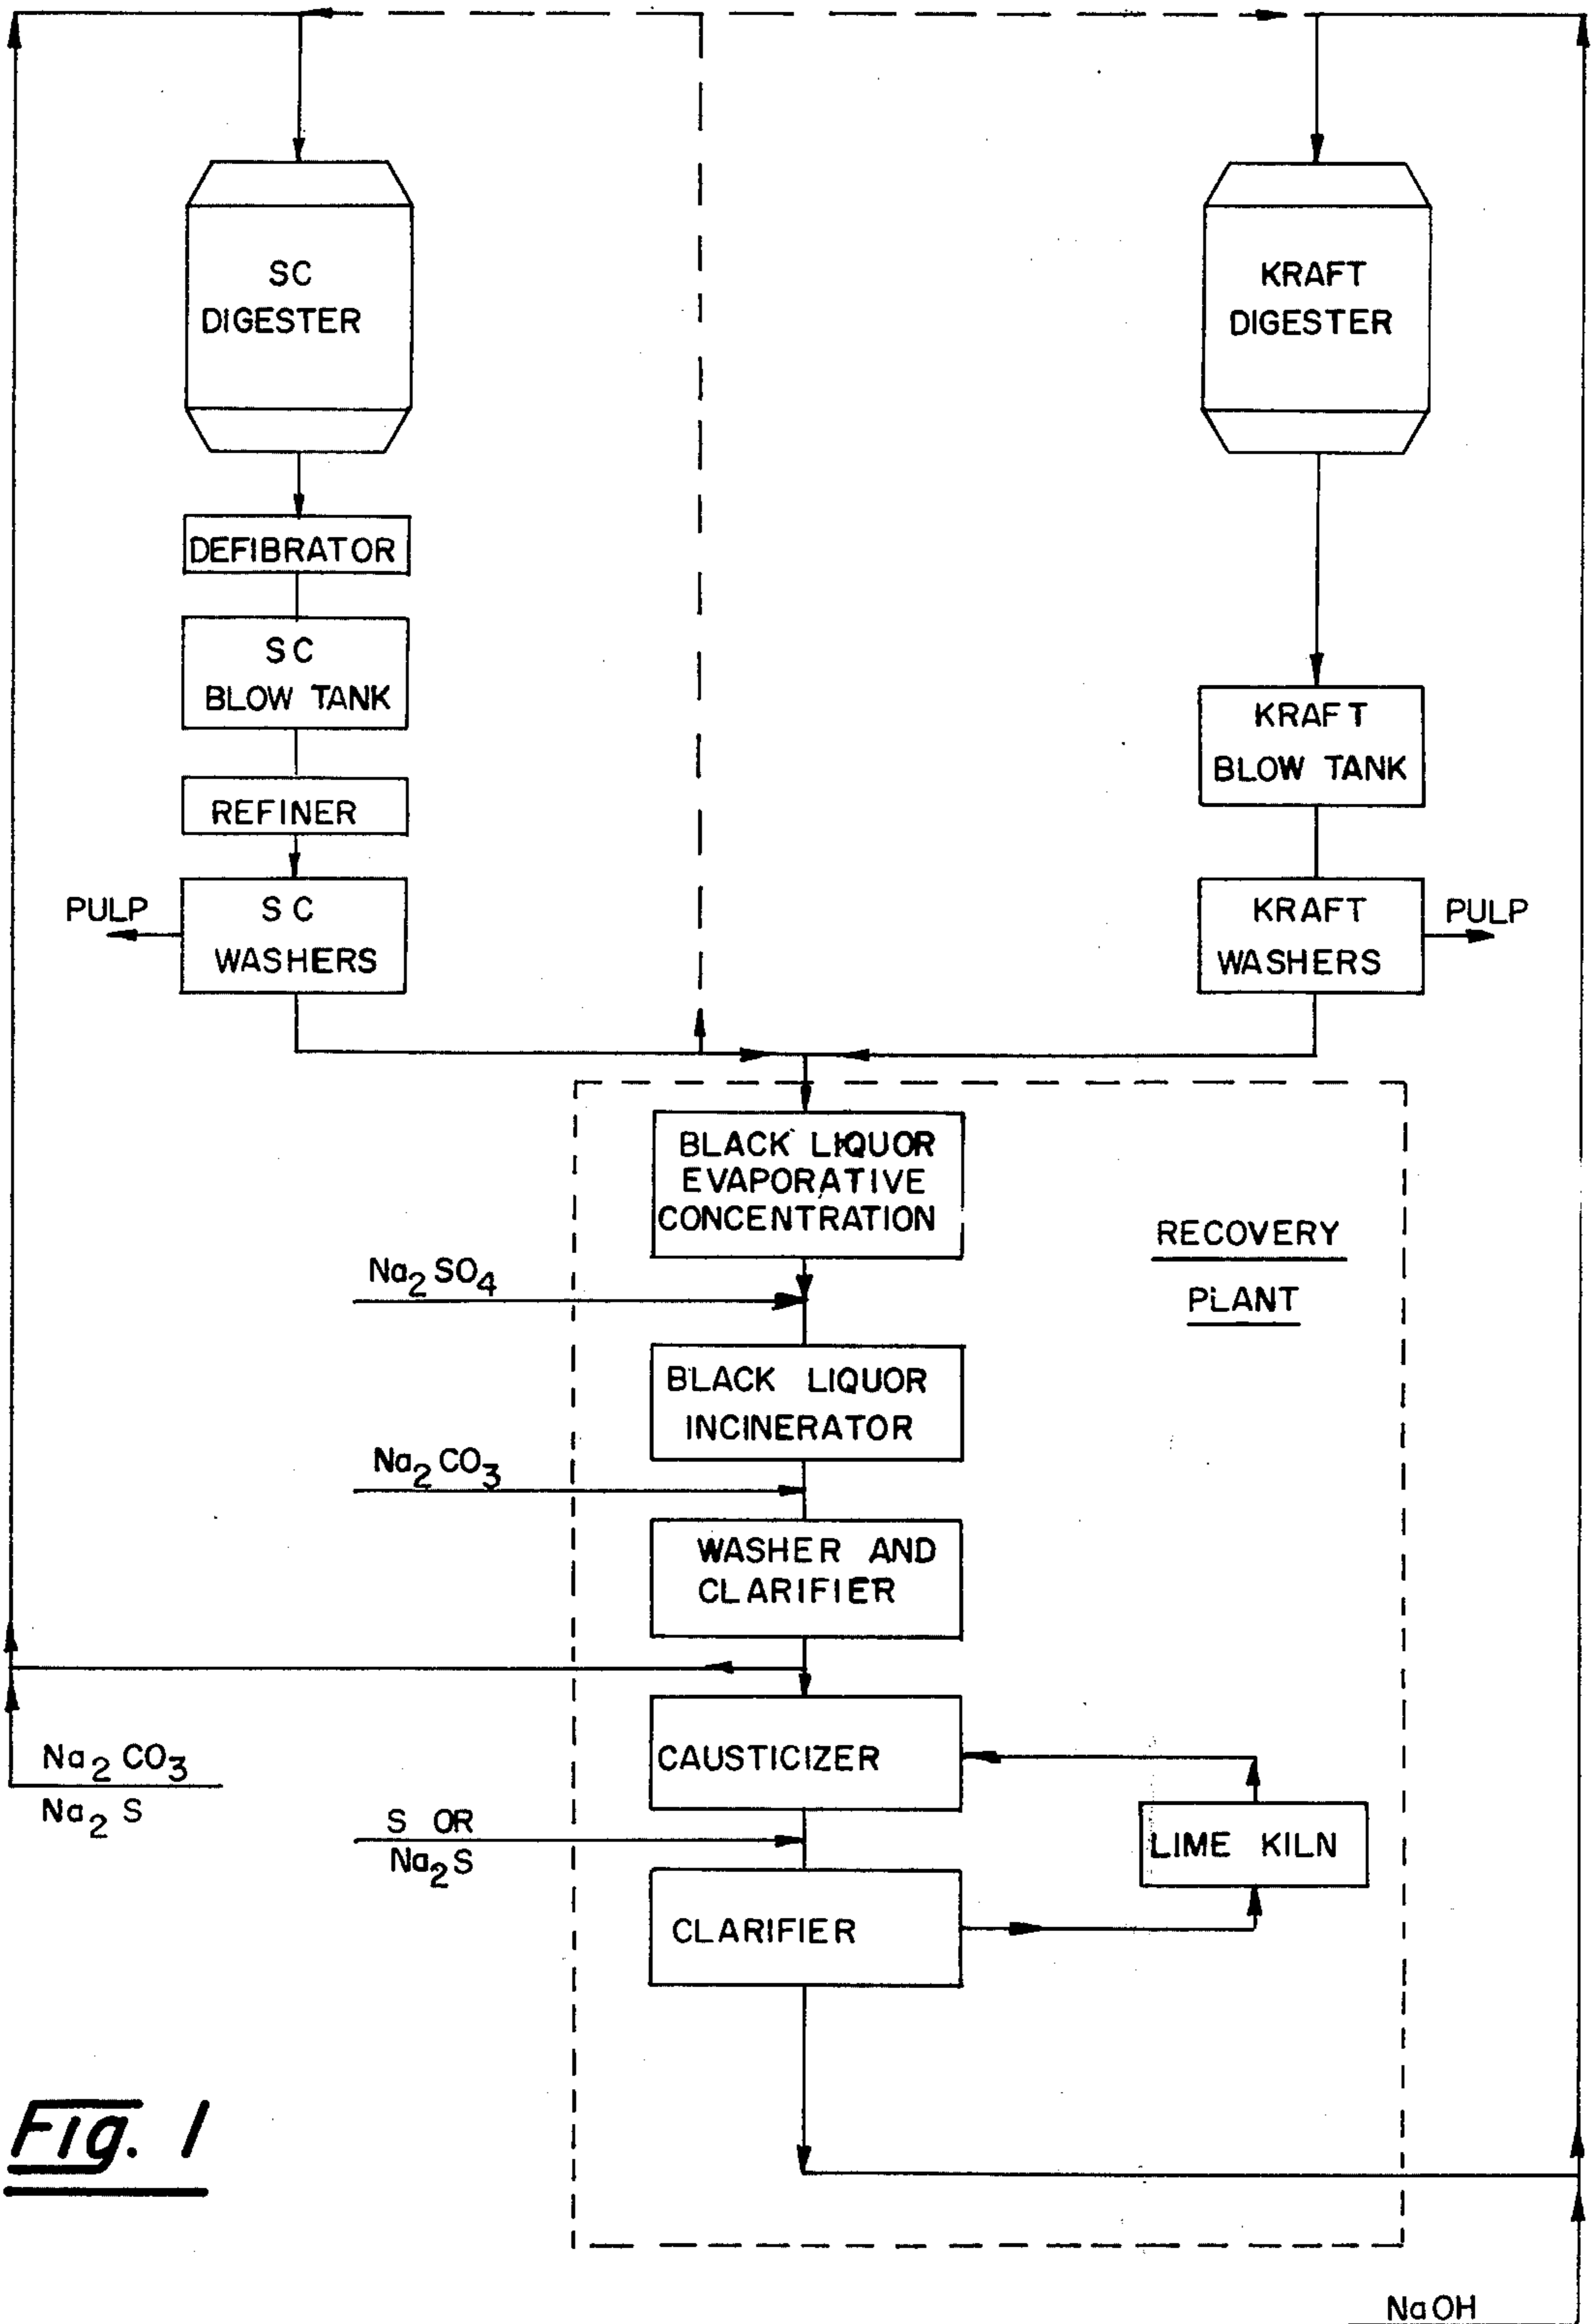 SC
DIGESTER
KRAFT
DIGESTER
DEFIBRATOR
SC
BLOW TANK
KRAFT
BLOW TANK
REFINER
PULP
SC
WASHERS
KRAFT
WASHERS
PULP
BLACK LIQUOR
EVAPORATIVE
CONCENTRATION
RECOVERY
PLANT
Na2SO4
BLACK LIQUOR
INCINERATOR
Na2CO3
WASHER AND
CLARIFIER
Na2CO3
Na2S
CAUSTICIZER
S OR
Na2S
LIME KILN
CLARIFIER
Fig. 1
NaOH